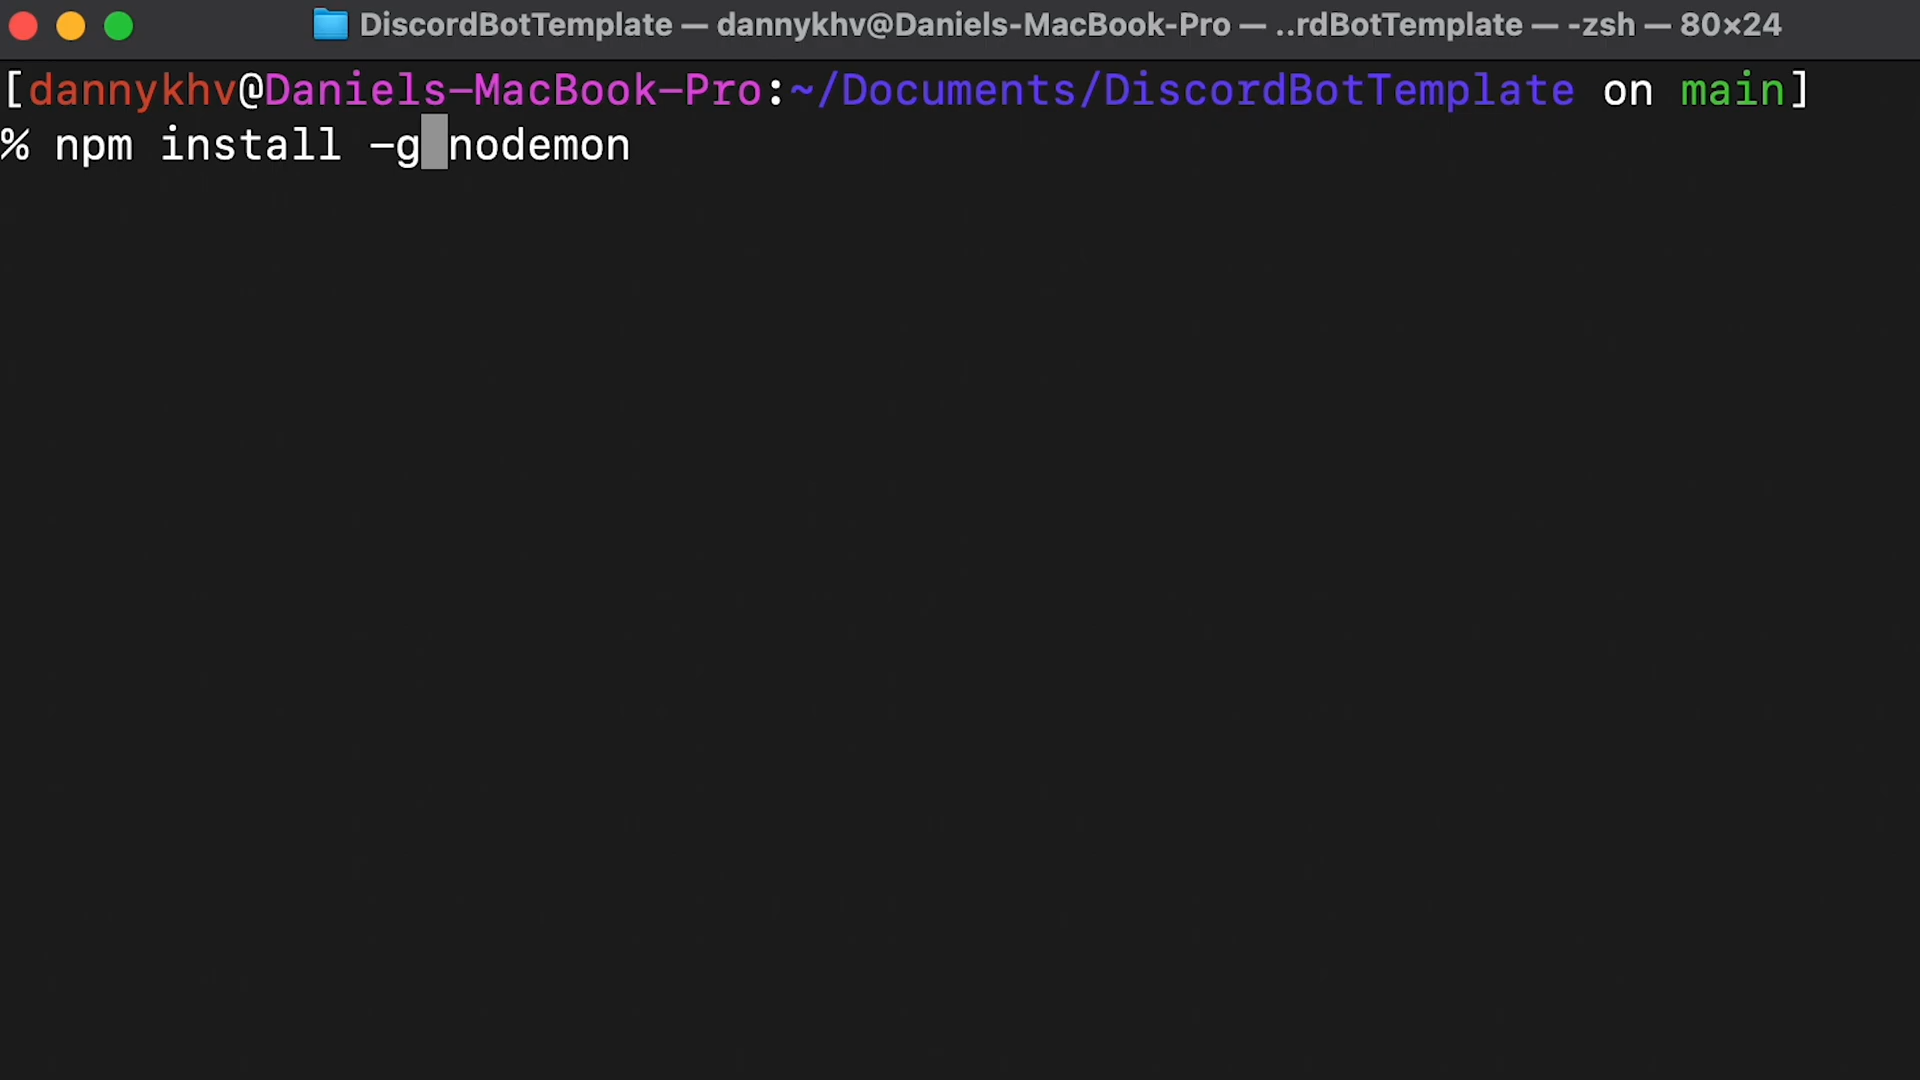 DiscordBotTemplate — dannykhv@Daniels-MacBook-Pro — ..rdBotTemplate — -zsh — 80×24
[dannykhv@Daniels-MacBook-Pro:~/Documents/DiscordBotTemplate on main]
% npm install -g nodemon